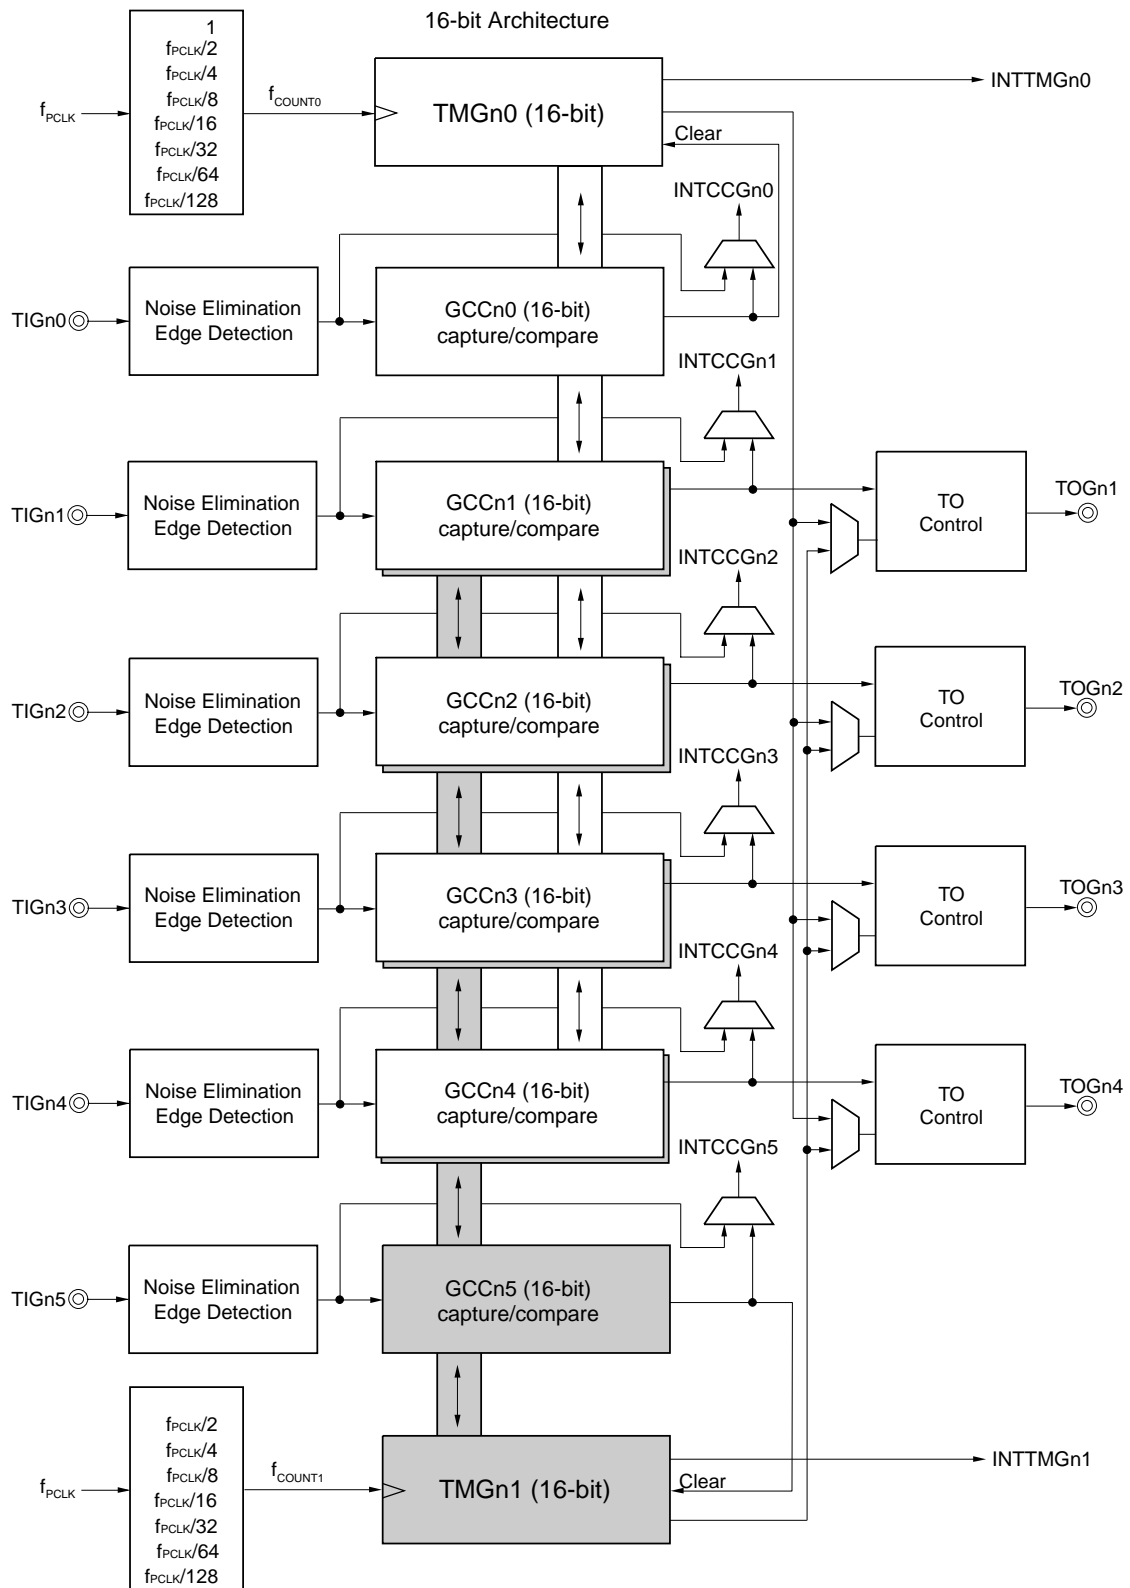 16-bit Architecture
1
fPCLK/2
fPCLK/4
fPCLK/8
fPCLK/16
fPCLK/32
fPCLK/64
fPCLK/128
fPCLK
fCOUNT0
TMGn0 (16-bit)
INTTMGn0
Clear
INTCCGn0
TIGn0
Noise Elimination
Edge Detection
GCCn0 (16-bit)
capture/compare
INTCCGn1
TIGn1
Noise Elimination
Edge Detection
GCCn1 (16-bit)
capture/compare
TO
Control
TOGn1
INTCCGn2
TIGn2
Noise Elimination
Edge Detection
GCCn2 (16-bit)
capture/compare
TO
Control
TOGn2
INTCCGn3
TIGn3
Noise Elimination
Edge Detection
GCCn3 (16-bit)
capture/compare
TO
Control
TOGn3
INTCCGn4
TIGn4
Noise Elimination
Edge Detection
GCCn4 (16-bit)
capture/compare
TO
Control
TOGn4
INTCCGn5
TIGn5
Noise Elimination
Edge Detection
GCCn5 (16-bit)
capture/compare
fPCLK/2
fPCLK/4
fPCLK/8
fPCLK/16
fPCLK/32
fPCLK/64
fPCLK/128
fPCLK
fCOUNT1
TMGn1 (16-bit)
INTTMGn1
Clear